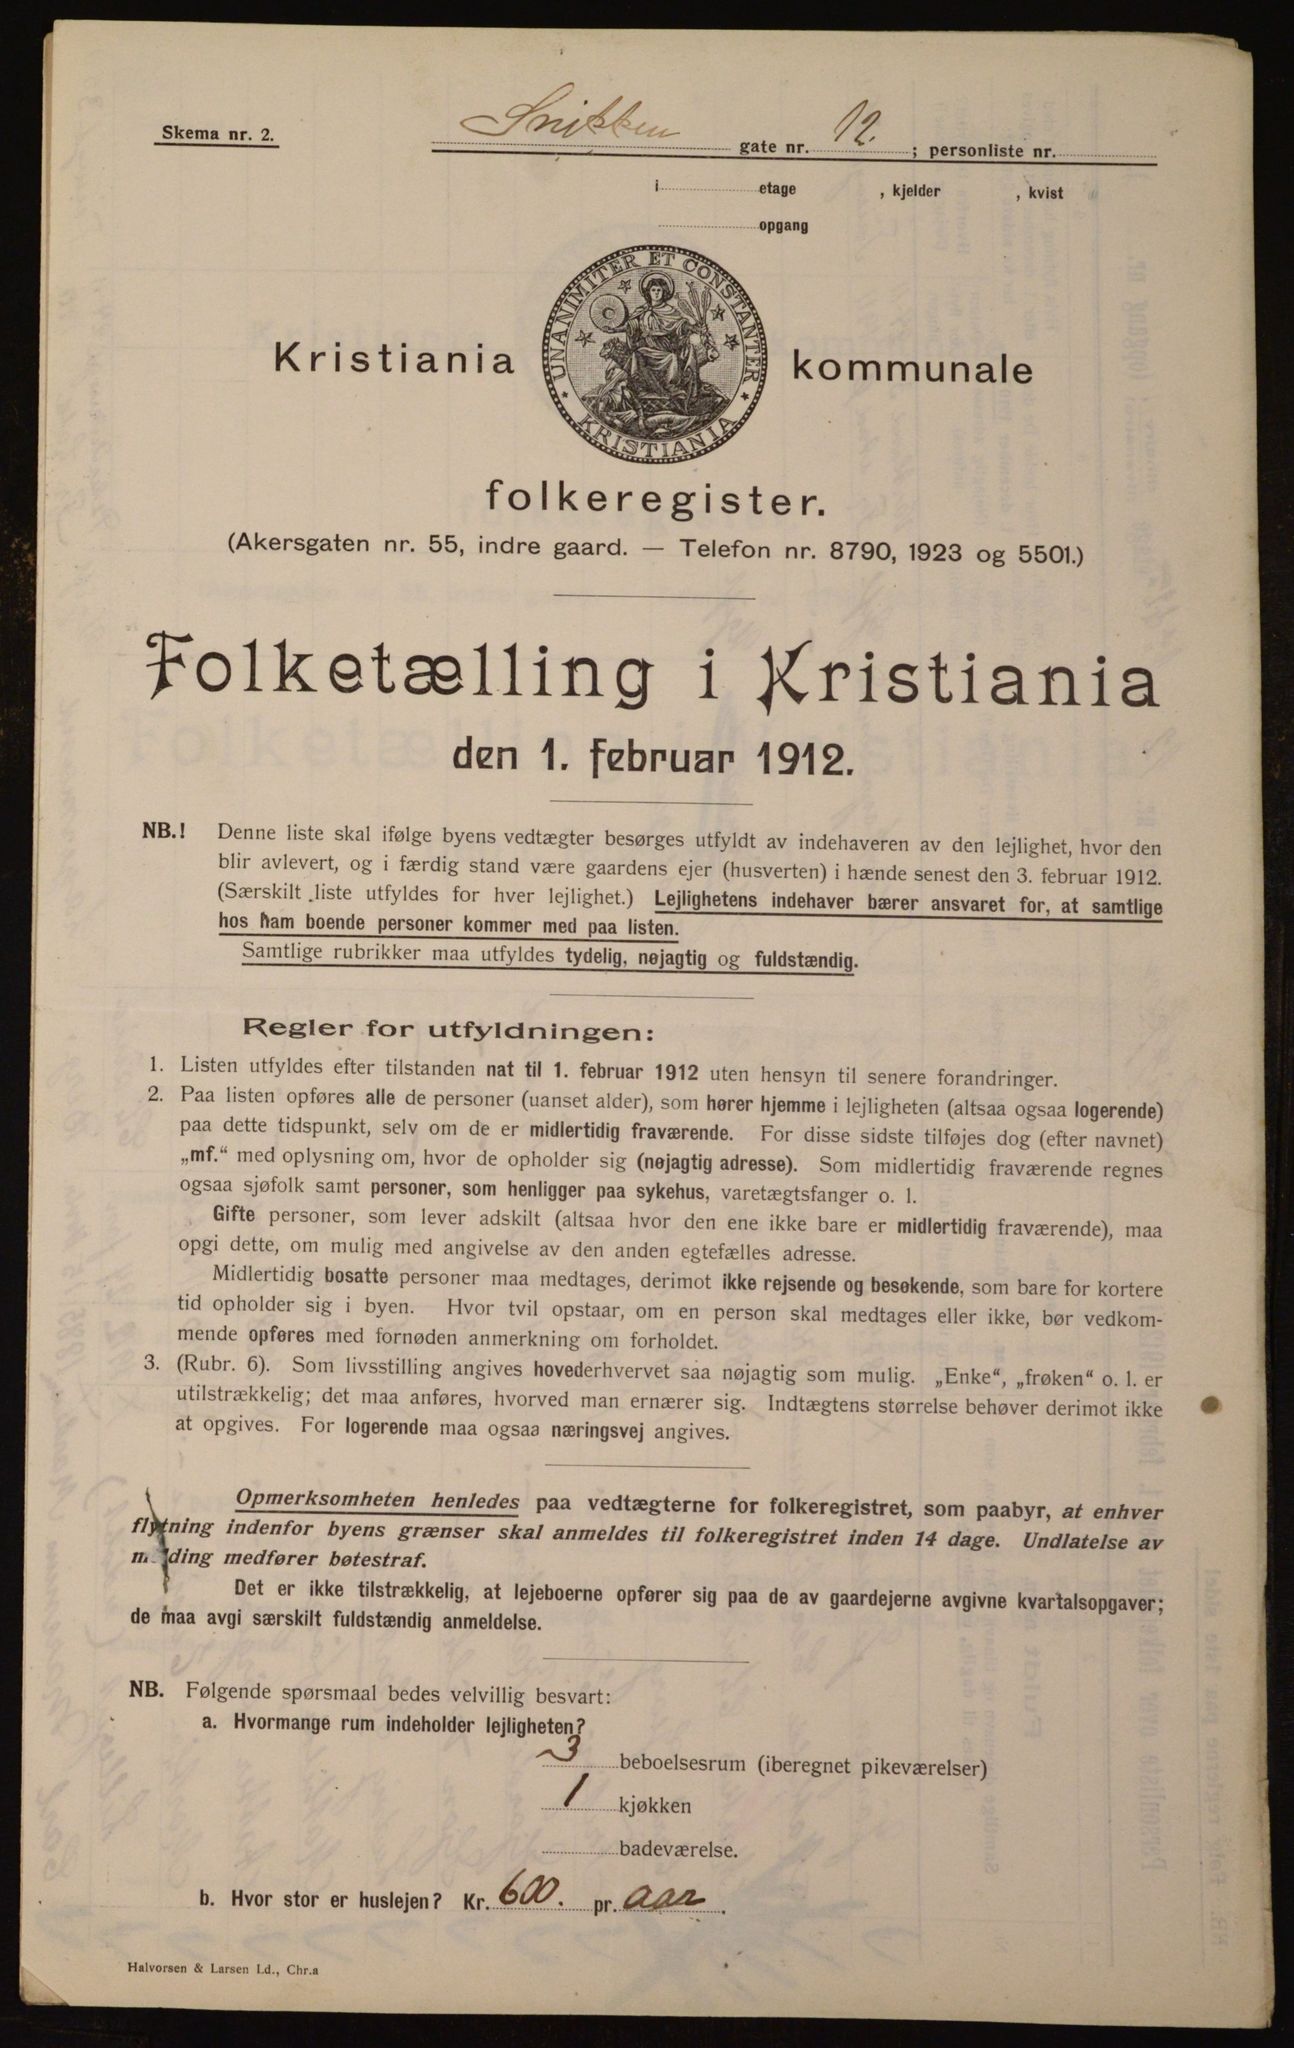 Skema nr. 2.
Snikken gate nr. 12. ; personliste nr.
i etage , kjelder , kvist
opgang
UNANIMITER ET CONSTANTER
KRISTIANIA
Kristiania kommunale
folkeregister.
(Akersgaten nr. 55, indre gaard. — Telefon nr. 8790, 1923 og 5501.)
Folketælling i Kristiania
den 1. februar 1912.
NB.! Denne liste skal ifølge byens vedtægter besørges utfyldt av indehaveren av den lejlighet, hvor den
blir avlevert, og i færdig stand være gaardens ejer (husverten) i hænde senest den 3. februar 1912.
(Særskilt liste utfyldes for hver lejlighet.) Lejlighetens indehaver bærer ansvaret for, at samtlige
hos ham boende personer kommer med paa listen.
Samtlige rubrikker maa utfyldes tydelig, nøjagtig og fuldstændig.
Regler for utfyldningen:
1. Listen utfyldes efter tilstanden nat til 1. februar 1912 uten hensyn til senere forandringer.
2. Paa listen opføres alle de personer (uanset alder), som hører hjemme i lejligheten (altsaa ogsaa logerende)
paa dette tidspunkt, selv om de er midlertidig fraværende. For disse sidste tilføjes dog (efter navnet)
„mf.“ med oplysning om, hvor de opholder sig (nøjagtig adresse). Som midlertidig fraværende regnes
ogsaa sjøfolk samt personer, som henligger paa sykehus, varetægtsfanger o. l.
Gifte personer, som lever adskilt (altsaa hvor den ene ikke bare er midlertidig fraværende), maa
opgi dette, om mulig med angivelse av den anden egtefælles adresse.
Midlertidig bosatte personer maa medtages, derimot ikke rejsende og besøkende, som bare for kortere
tid opholder sig i byen. Hvor tvil opstaar, om en person skal medtages eller ikke, bør vedkom-
mende opføres med fornøden anmerkning om forholdet.
3. (Rubr. 6). Som livsstilling angives hovederhvervet saa nøjagtig som mulig. „Enke“, „frøken“ o. l. er
utilstrækkelig; det maa anføres, hvorved man ernærer sig. Indtægtens størrelse behøver derimot ikke
at opgives. For logerende maa ogsaa næringsvej angives.
Opmerksomheten henledes paa vedtægterne for folkeregistret, som paabyr, at enhver
flytning indenfor byens grænser skal anmeldes til folkeregistret inden 14 dage. Undlatelse av
melding medfører bøtestraf.
Det er ikke tilstrækkelig, at lejeboerne opfører sig paa de av gaardejerne avgivne kvartalsopgaver;
de maa avgi særskilt fuldstændig anmeldelse.
NB. Følgende spørsmaal bedes velvillig besvart:
a. Hvormange rum indeholder lejligheten?
3 beboelsesrum (iberegnet pikeværelser)
1 kjøkken
badeværelse.
b. Hvor stor er huslejen? Kr. 600. pr. aar.
Halvorsen & Larsen Ld., Chr.a